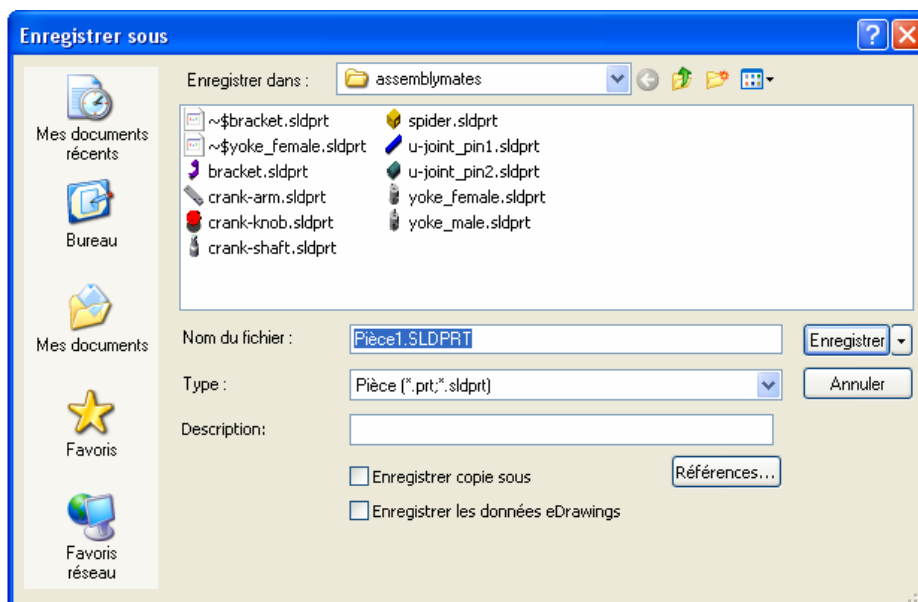 Enregistrer sous
Enregistrer dans :
assemblymates
Mes documents
récents
Bureau
Mes documents
Favoris
Favoris
réseau
~$bracket.sldprt
~$yoke_female.sldprt
bracket.sldprt
crank-arm.sldprt
crank-knob.sldprt
crank-shaft.sldprt
spider.sldprt
u-joint_pin1.sldprt
u-joint_pin2.sldprt
yoke_female.sldprt
yoke_male.sldprt
Nom du fichier :
Pièce1.SLDPRT
Enregistrer
Type :
Pièce (*.prt;*.sldprt)
Annuler
Description:
Enregistrer copie sous
Références...
Enregistrer les données eDrawings